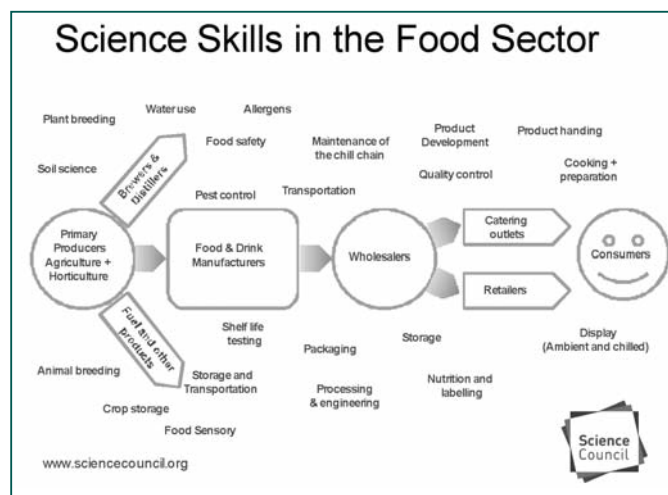 Science Skills in the Food Sector
Plant breeding
Water use
Allergens
Food safety
Maintenance of
the chill chain
Product
Development
Product handing
Soil science
Brewers &
Distillers
Pest control
Transportation
Quality control
Cooking +
preparation
Primary
Producers
Agriculture +
Horticulture
Food & Drink
Manufacturers
Wholesalers
Catering
outlets
Retailers
Consumers
Fuel and other
products
Shelf life
testing
Packaging
Storage
Display
(Ambient and chilled)
Animal breeding
Storage and
Transportation
Processing
& engineering
Nutrition and
labelling
Crop storage
Food Sensory
www.sciencecouncil.org
Science
Council